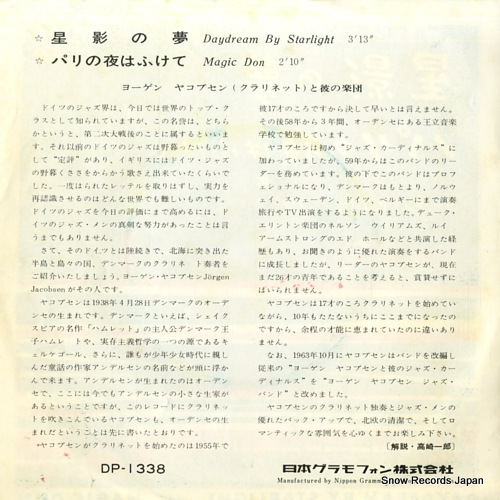 ☆ 星影の夢 Daydream By Starlight 3'13"
☆ パリの夜はふけて Magic Don 2'10"
ヨーゲン ヤコブセン(クラリネット)と彼の楽団
ドイツのジャズ界は、今日では世界のトップ・ク
ラスとして知られていますが、この名誉は、どちら
かというと、第二次大戦後のことに属するといいま
す。それ以前のドイツのジャズは野暮ったいものと
して"定評"があり、イギリスにはドイツ・ジャズ
の野暮くささをからかう歌さえ出来ていたくらいで
した。一度はられたレッテルを取りはずし、実力を
再認識させるのはどんな世界でも難しいものです。
ドイツのジャズを今日の評価にまで高めるには、ド
イツのジャズ・メンの真剣な努力があったことは言
うまでもありません。
さて、そのドイツとは陸続きで、北海に突き出た
半島と島々の国、デンマークのクラリネット奏者を
ご紹介いたしましょう。ヨーゲン・ヤコブセンJörgen
Jacobsenがその人です。
ヤコブセンは1938年4月28日デンマークのオーデ
ンセの生まれです。デンマークといえば、シェイク
スピアの名作「ハムレット」の主人公デンマーク王
子ハムレットや、実存主義哲学の一つの源であるキ
ェルケゴール、さらに、誰もが少年少女時代に親し
んだ童話の作家アンデルセンの名前などが頭に浮か
んで来ます。アンデルセンが生まれたのはオーデン
セで、ここには今でもアンデルセンの小さな生家が
あるということですが、このレコードにクラリネッ
トを吹きこんでいるヤコブセンも、オーデンセの生
まれだということは先に書いたとおりです。
ヤコブセンがクラリネットを始めたのは1955年で
彼17才のころですから決して早いとは言えません。
その後58年から3年間、オーデンセにある王立音楽
学校で勉強しています。
ヤコブセンは初め"ジャズ・カーディナルズ"に
加わっていましたが、59年からはこのバンドのリー
ダーを務めています。彼の下でこのバンドはプロフ
ェショナルになり、デンマークはもとより、ノルウ
ェイ、スウェーデン、ドイツ、ベルギーにまで演奏
旅行やTV出演をするようになりました。デューク・
エリントン楽団のネルソン ウイリアムズ、ルイ
アームストロングのエド ホールなどと共演した経
歴もあり、お聞きのように優れた演奏をするバンド
に成長しましたが、リーダーのヤコブセンが、現在
まだ26才の青年であることを考えると、賞賛せずに
はいられません。
ヤコブセンは17才のころクラリネットを始めてい
ながら、10年もたたないうちにここまでになったの
ですから、余程の才能に恵まれていたのに違いあり
ません。
なお、1963年10月にヤコブセンはバンドを改編し
従来の"ヨーゲン ヤコブセンと彼のジャズ・カー
ディナルズ"を"ヨーゲン ヤコブセン ジャズ・
バンド"と改めました。
ヤコブセンのクラリネット独奏とジャズ・メンの
優れたバック・アップで、北欧の清潔で、そしてロ
マンティックな雰囲気を心ゆくまでお楽しみ下さい。
〔解説・高崎一郎〕
DP-1338
日本グラモフォン株式会社
Manufactured by Nippon Gramm
Snow Records Japan